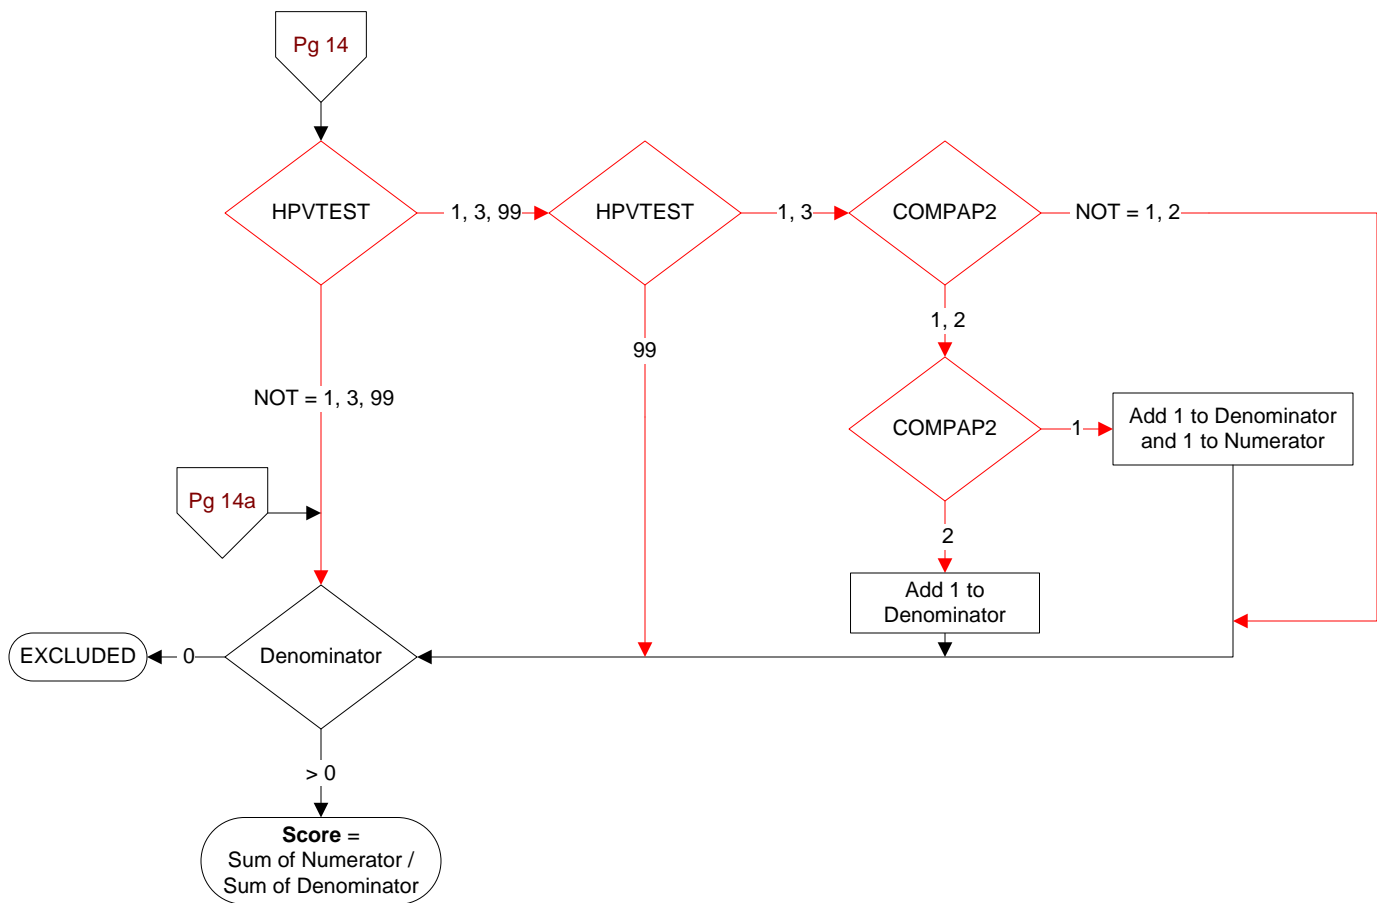 Pg 14
HPVTEST
1, 3, 99
HPVTEST
1, 3
COMPAP2
NOT = 1, 2
1, 2
99
NOT = 1, 3, 99
COMPAP2
1
Add 1 to Denominator
and 1 to Numerator
Pg 14a
2
Add 1 to
Denominator
EXCLUDED
0
Denominator
> 0
Score =
Sum of Numerator /
Sum of Denominator